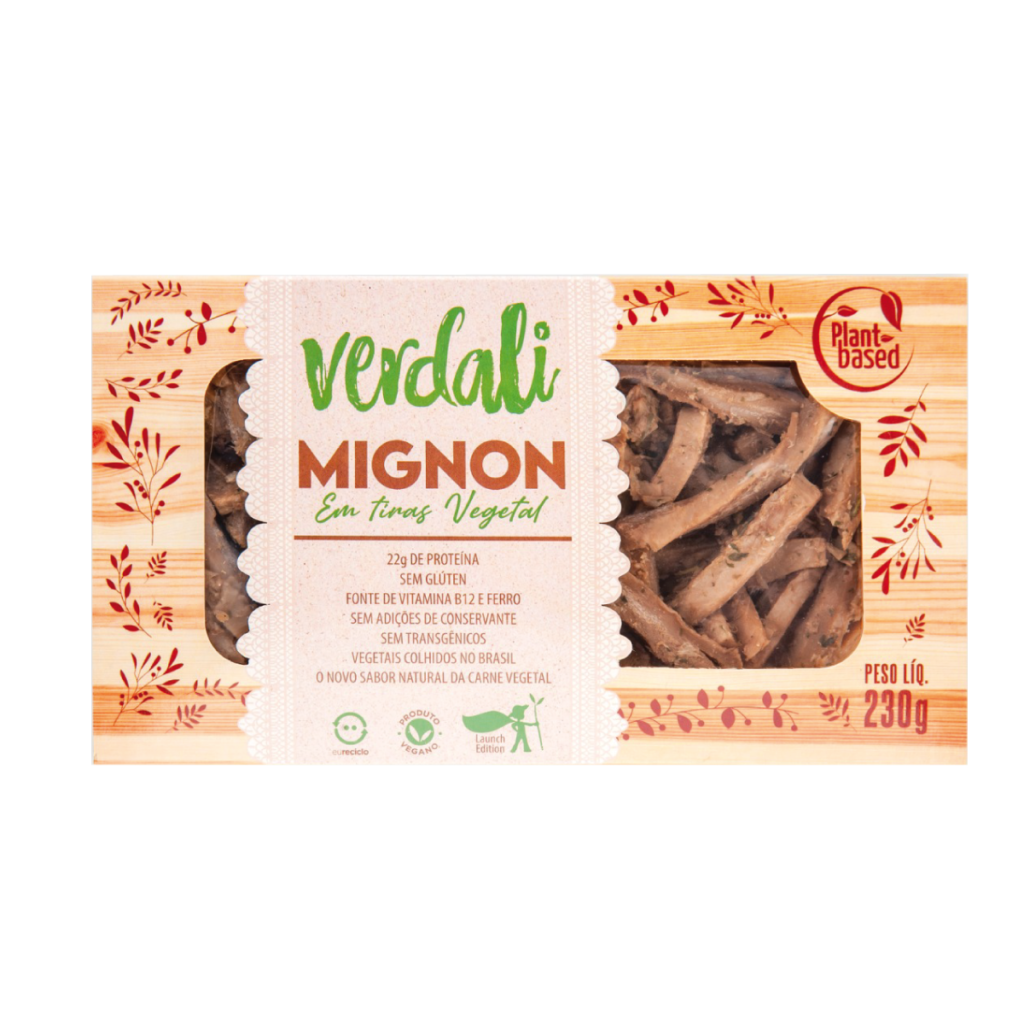 verdali
MIGNON
Em tiras Vegetal
22g DE PROTEÍNA
SEM GLÚTEN
FONTE DE VITAMINA B12 E FERRO
SEM ADIÇÕES DE CONSERVANTE
SEM TRANSGÊNICOS
VEGETAIS COLHIDOS NO BRASIL
O NOVO SABOR NATURAL DA CARNE VEGETAL
eureciclo
PRODUTO
VEGANO
Launch
Edition
Plant-
based
PESO LÍQ.
230g